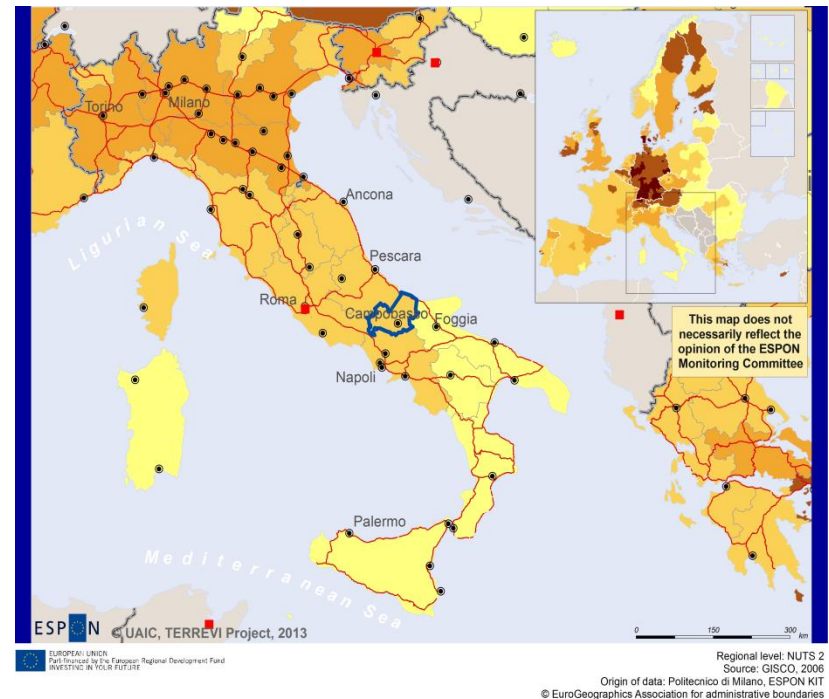 Torino
Milano
Ancona
Ligurian Sea
Pescara
Roma
Campobasso
Foggia
Napoli
Palermo
Mediterranean Sea
This map does not
necessarily reflect the
opinion of the ESPON
Monitoring Committee
ESPON
© UAIC, TERREVI Project, 2013
0 150 300
km
EUROPEAN UNION
Part-financed by the European Regional Development Fund
INVESTING IN YOUR FUTURE
Regional level: NUTS 2
Source: GISCO, 2006
Origin of data: Politecnico di Milano, ESPON KIT
© EuroGeographics Association for administrative boundaries